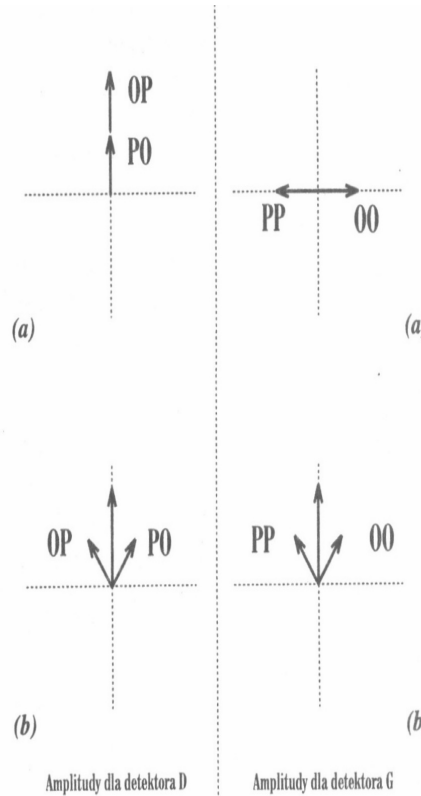 OP
PO
PP OO
(a) (a
OP PO
PP OO
(b) (b
Amplitudy dla detektora D Amplitudy dla detektora G